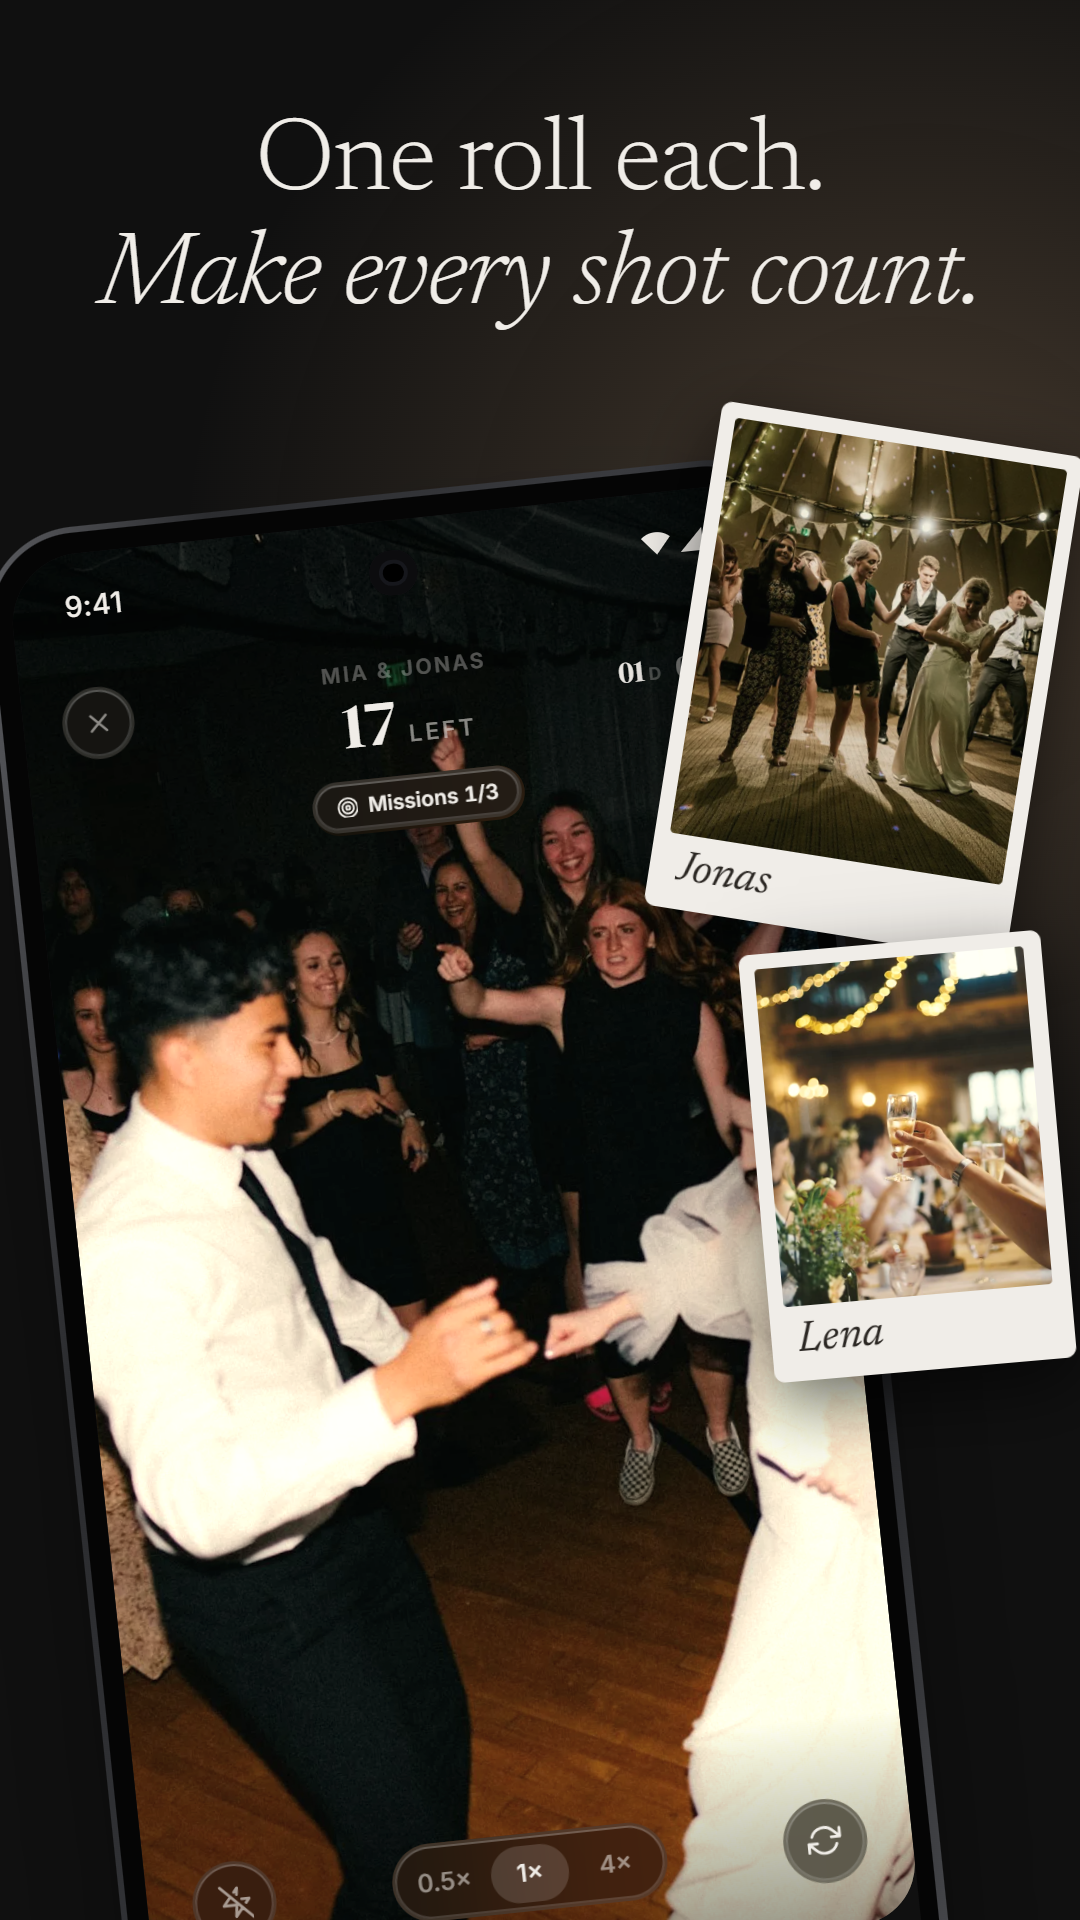 One roll each.
Make every shot count.
9:41
MIA & JONAS
01 D
17 LEFT
Missions 1/3
Jonas
Lena
0.5×
1×
4×